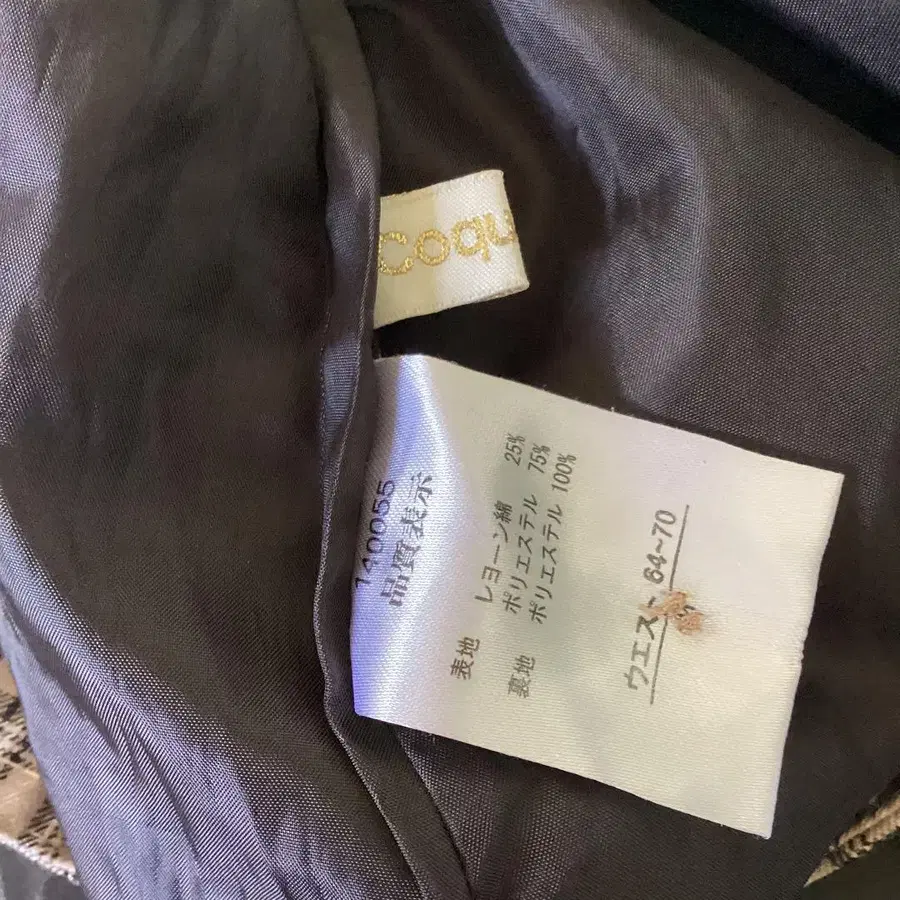 Coqu
140055
品質表示
表地 レーヨン綿 25%
ポリエステル 75%
裏地 ポリエステル 100%
ウエスト 64~70